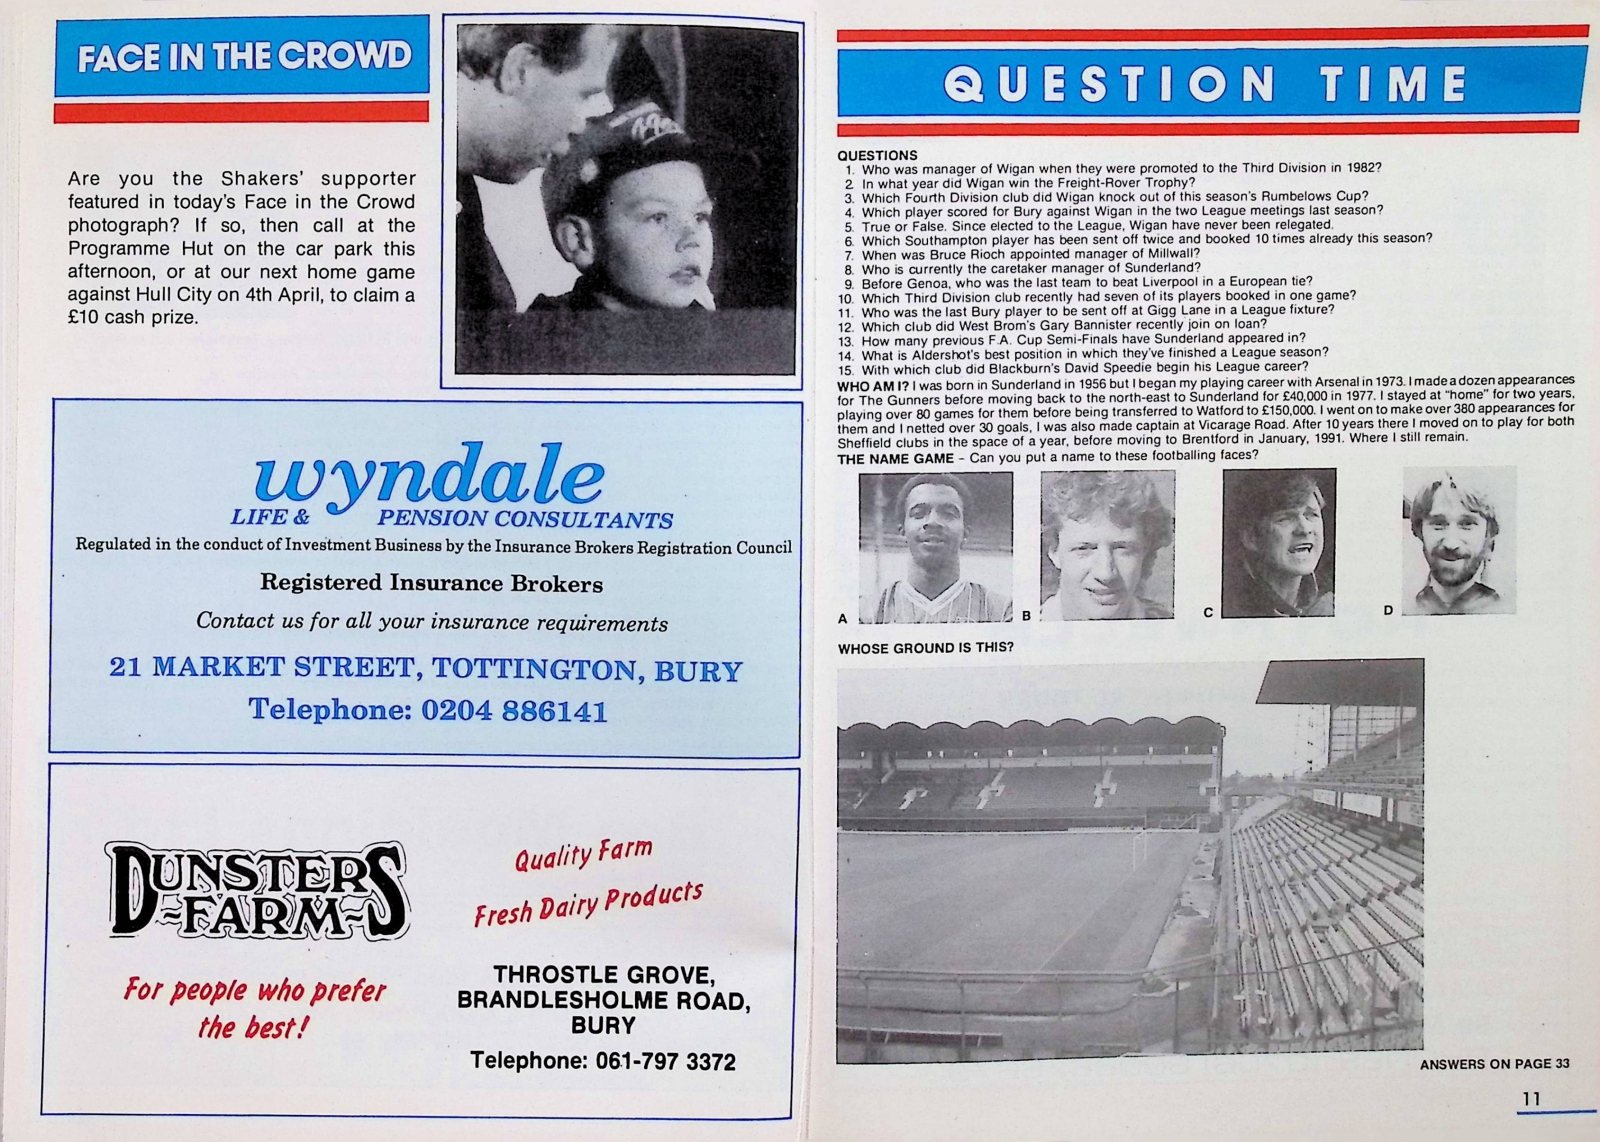 FACE IN THE CROWD
Are you the Shakers' supporter
featured in today's Face in the Crowd
photograph? If so, then call at the
Programme Hut on the car park this
afternoon, or at our next home game
against Hull City on 4th April, to claim a
£10 cash prize.
wyndale
LIFE & PENSION CONSULTANTS
Regulated in the conduct of Investment Business by the Insurance Brokers Registration Council
Registered Insurance Brokers
Contact us for all your insurance requirements
21 MARKET STREET, TOTTINGTON, BURY
Telephone: 0204 886141
DUNSTERS
~FARM~
For people who prefer
the best!
Quality Farm
Fresh Dairy Products
THROSTLE GROVE,
BRANDLESHOLME ROAD,
BURY
Telephone: 061-797 3372
QUESTION TIME
QUESTIONS
1. Who was manager of Wigan when they were promoted to the Third Division in 1982?
2. In what year did Wigan win the Freight-Rover Trophy?
3. Which Fourth Division club did Wigan knock out of this season's Rumbelows Cup?
4. Which player scored for Bury against Wigan in the two League meetings last season?
5. True or False. Since elected to the League, Wigan have never been relegated.
6. Which Southampton player has been sent off twice and booked 10 times already this season?
7. When was Bruce Rioch appointed manager of Millwall?
8. Who is currently the caretaker manager of Sunderland?
9. Before Genoa, who was the last team to beat Liverpool in a European tie?
10. Which Third Division club recently had seven of its players booked in one game?
11. Who was the last Bury player to be sent off at Gigg Lane in a League fixture?
12. Which club did West Brom's Gary Bannister recently join on loan?
13. How many previous F.A. Cup Semi-Finals have Sunderland appeared in?
14. What is Aldershot's best position in which they've finished a League season?
15. With which club did Blackburn's David Speedie begin his League career?
WHO AM I? I was born in Sunderland in 1956 but I began my playing career with Arsenal in 1973. I made a dozen appearances
for The Gunners before moving back to the north-east to Sunderland for £40,000 in 1977. I stayed at "home" for two years,
playing over 80 games for them before being transferred to Watford to £150,000. I went on to make over 380 appearances for
them and I netted over 30 goals, I was also made captain at Vicarage Road. After 10 years there I moved on to play for both
Sheffield clubs in the space of a year, before moving to Brentford in January, 1991. Where I still remain.
THE NAME GAME – Can you put a name to these footballing faces?
A B C D
WHOSE GROUND IS THIS?
ANSWERS ON PAGE 33
11